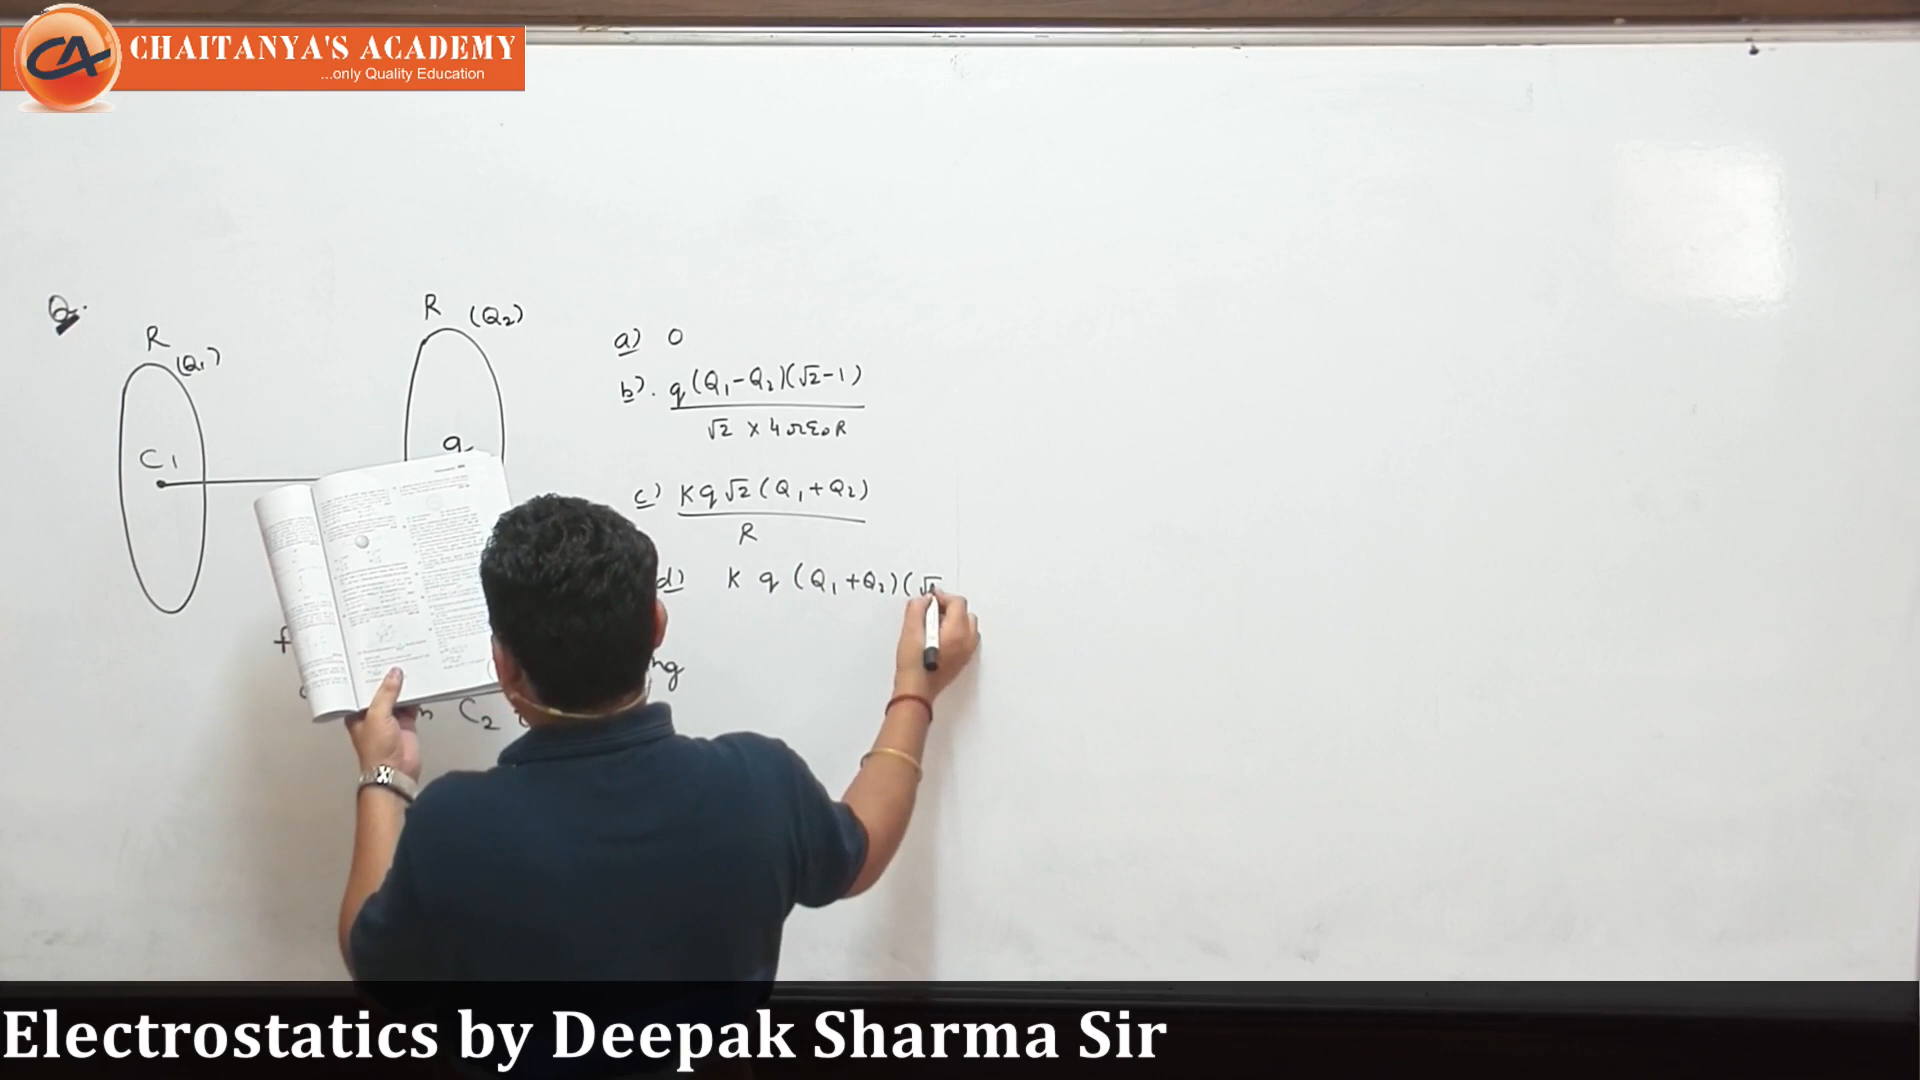 CHAITANYA'S ACADEMY
...only Quality Education
Q.
R (Q₁)
R (Q₂)
C₁
q
a) 0
b). q(Q₁-Q₂)(√2-1)
√2 × 4πε₀R
c) Kq√2(Q₁+Q₂)
R
d) K q (Q₁+Q₂)(√
ng
C₂
Electrostatics by Deepak Sharma Sir